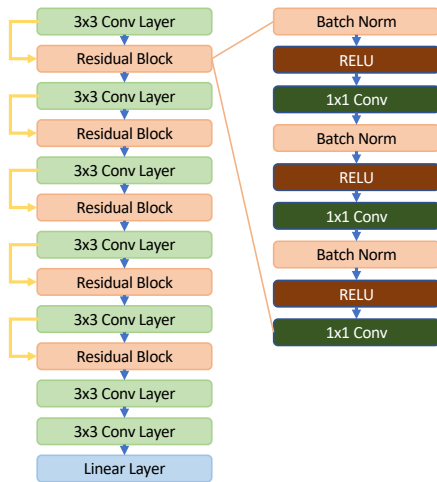 3x3 Conv Layer
Residual Block
3x3 Conv Layer
Residual Block
3x3 Conv Layer
Residual Block
3x3 Conv Layer
Residual Block
3x3 Conv Layer
Residual Block
3x3 Conv Layer
3x3 Conv Layer
Linear Layer
Batch Norm
RELU
1x1 Conv
Batch Norm
RELU
1x1 Conv
Batch Norm
RELU
1x1 Conv